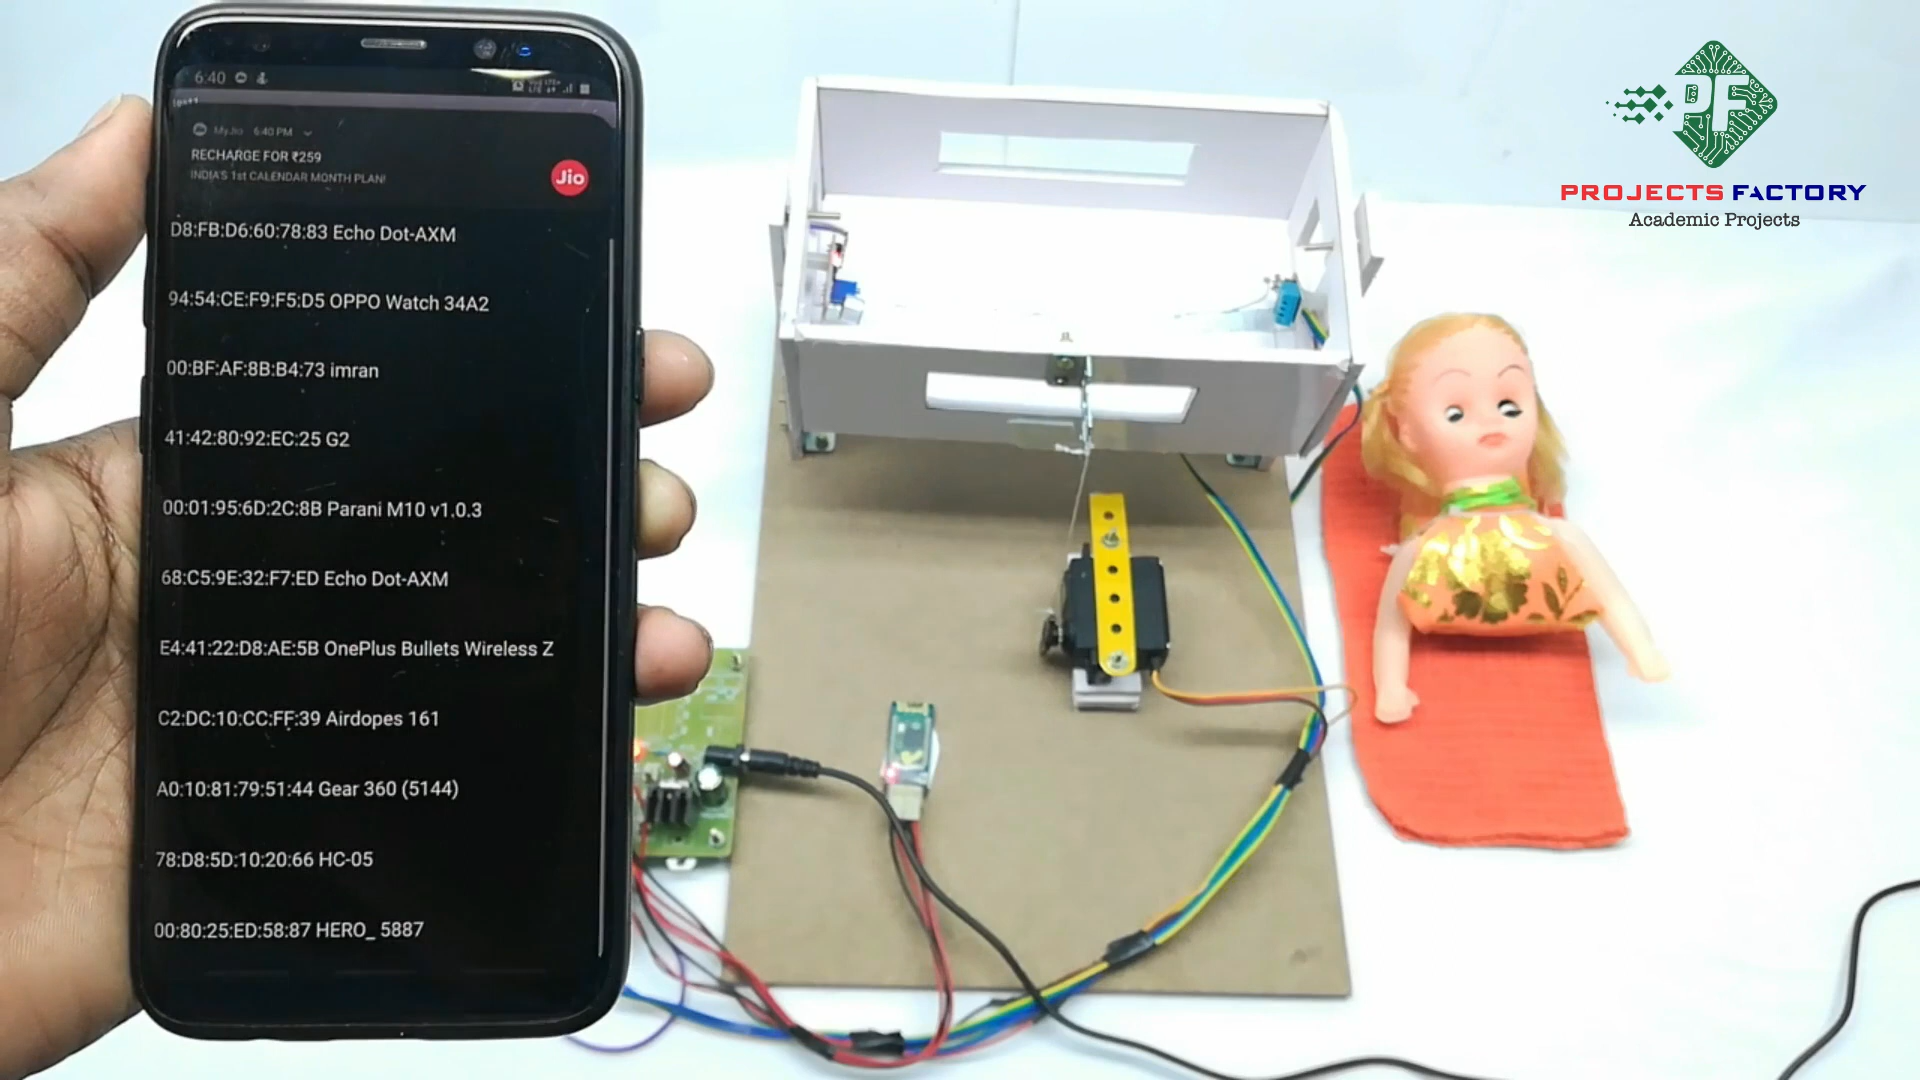 6:40
MyJio 6:40 PM
RECHARGE FOR ₹259
INDIA'S 1st CALENDAR MONTH PLAN!
Jio
D8:FB:D6:60:78:83 Echo Dot-AXM
94:54:CE:F9:F5:D5 OPPO Watch 34A2
00:BF:AF:8B:B4:73 imran
41:42:80:92:EC:25 G2
00:01:95:6D:2C:8B Parani M10 v1.0.3
68:C5:9E:32:F7:ED Echo Dot-AXM
E4:41:22:D8:AE:5B OnePlus Bullets Wireless Z
C2:DC:10:CC:FF:39 Airdopes 161
A0:10:81:79:51:44 Gear 360 (5144)
78:D8:5D:10:20:66 HC-05
00:80:25:ED:58:87 HERO_ 5887
PF
PROJECTS FACTORY
Academic Projects